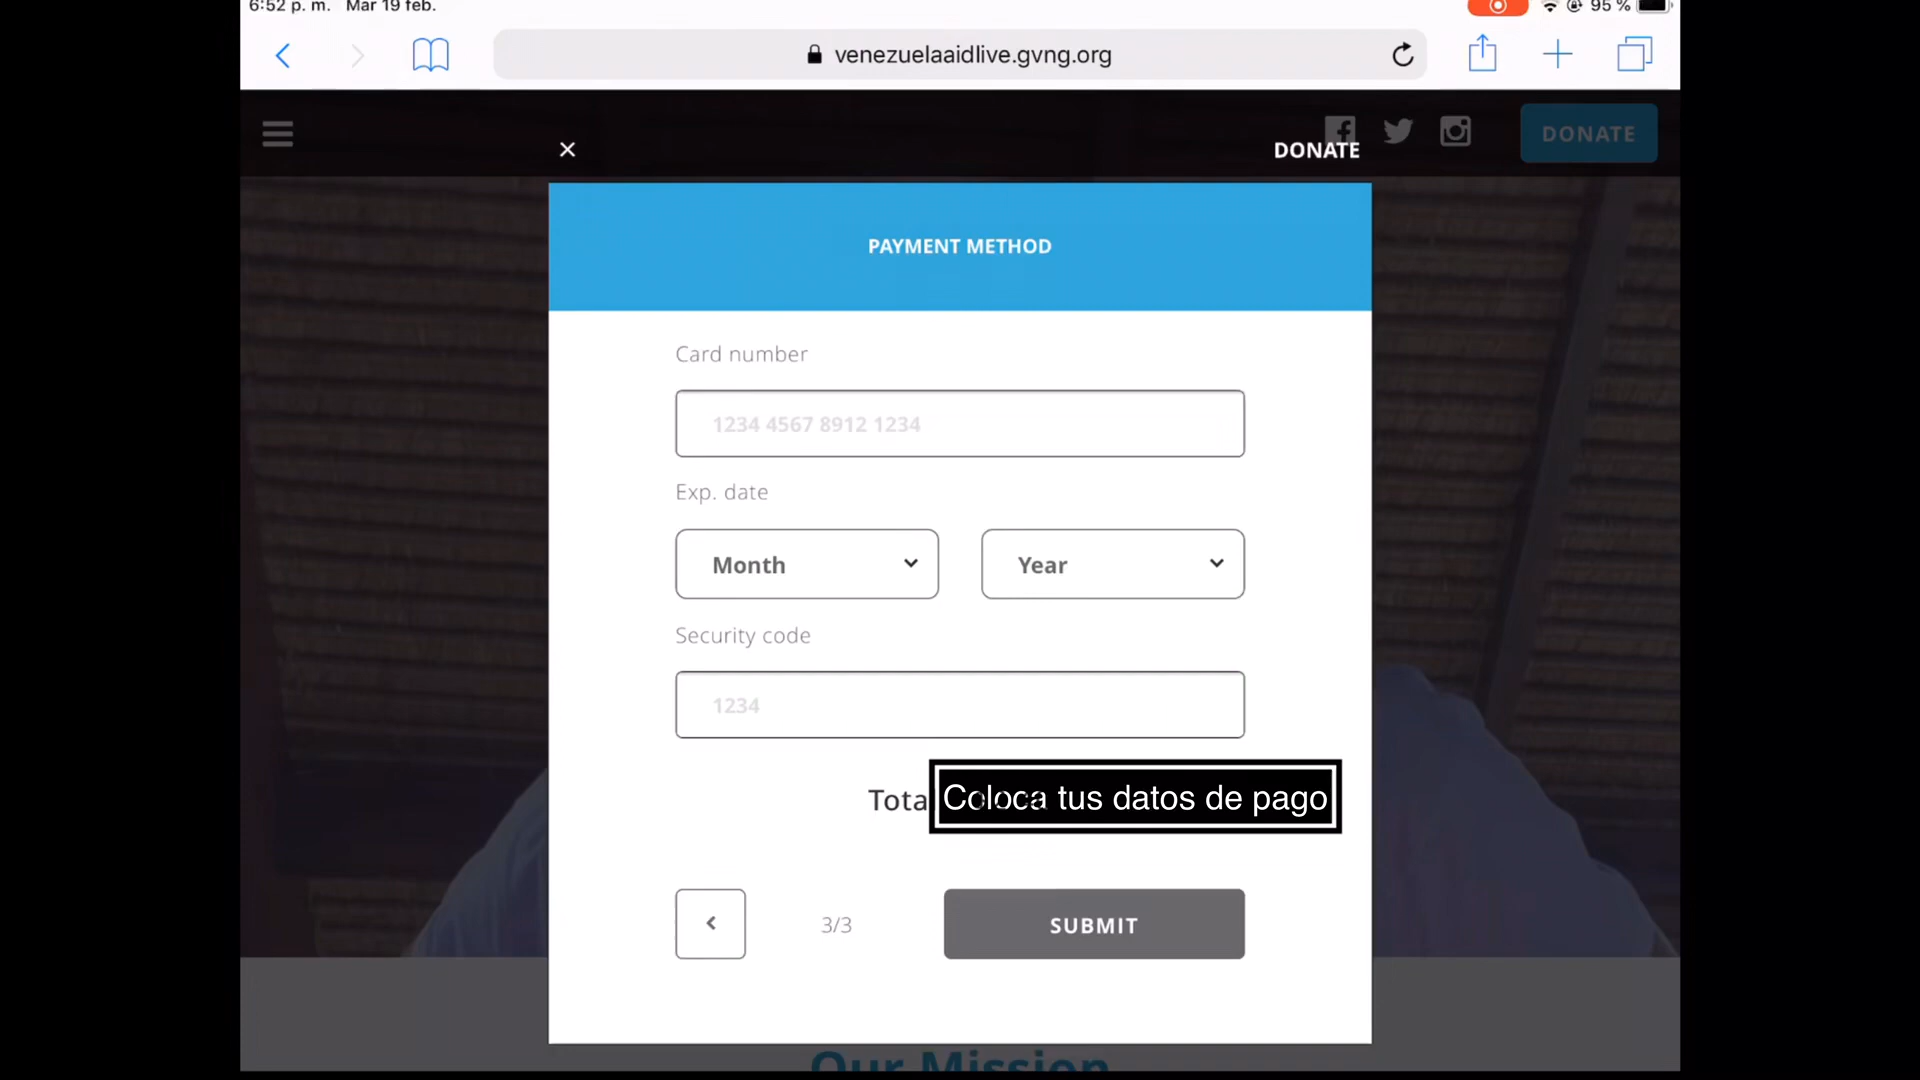 6:52 p. m. Mar 19 feb.
95 %
venezuelaaidlive.gvng.org
DONATE
DONATE
PAYMENT METHOD
Card number
1234 4567 8912 1234
Exp. date
Month
Year
Security code
1234
Tota
Coloca tus datos de pago
3/3
SUBMIT
Our Mission